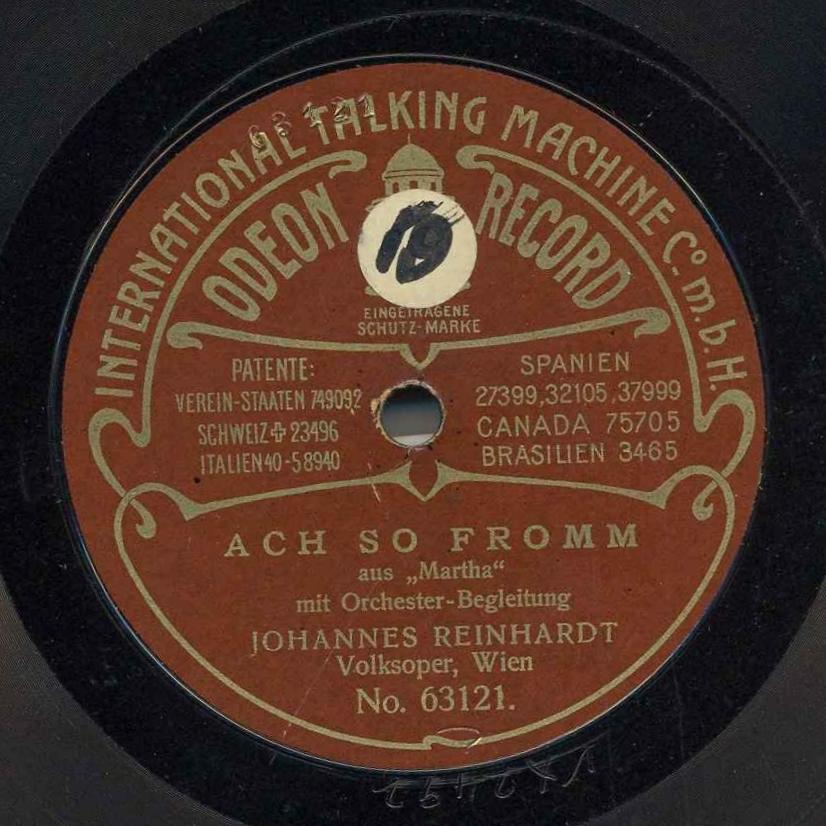 63121
INTERNATIONAL TALKING MACHINE Co. m. b. H.
ODEON RECORD
19
EINGETRAGENE
SCHUTZ-MARKE
PATENTE:
VEREIN-STAATEN 749092
SCHWEIZ ✚ 23496
ITALIEN 40-58940
SPANIEN
27399, 32105, 37999
CANADA 75705
BRASILIEN 3465
ACH SO FROMM
aus „Martha“
mit Orchester-Begleitung
JOHANNES REINHARDT
Volksoper, Wien
No. 63121.